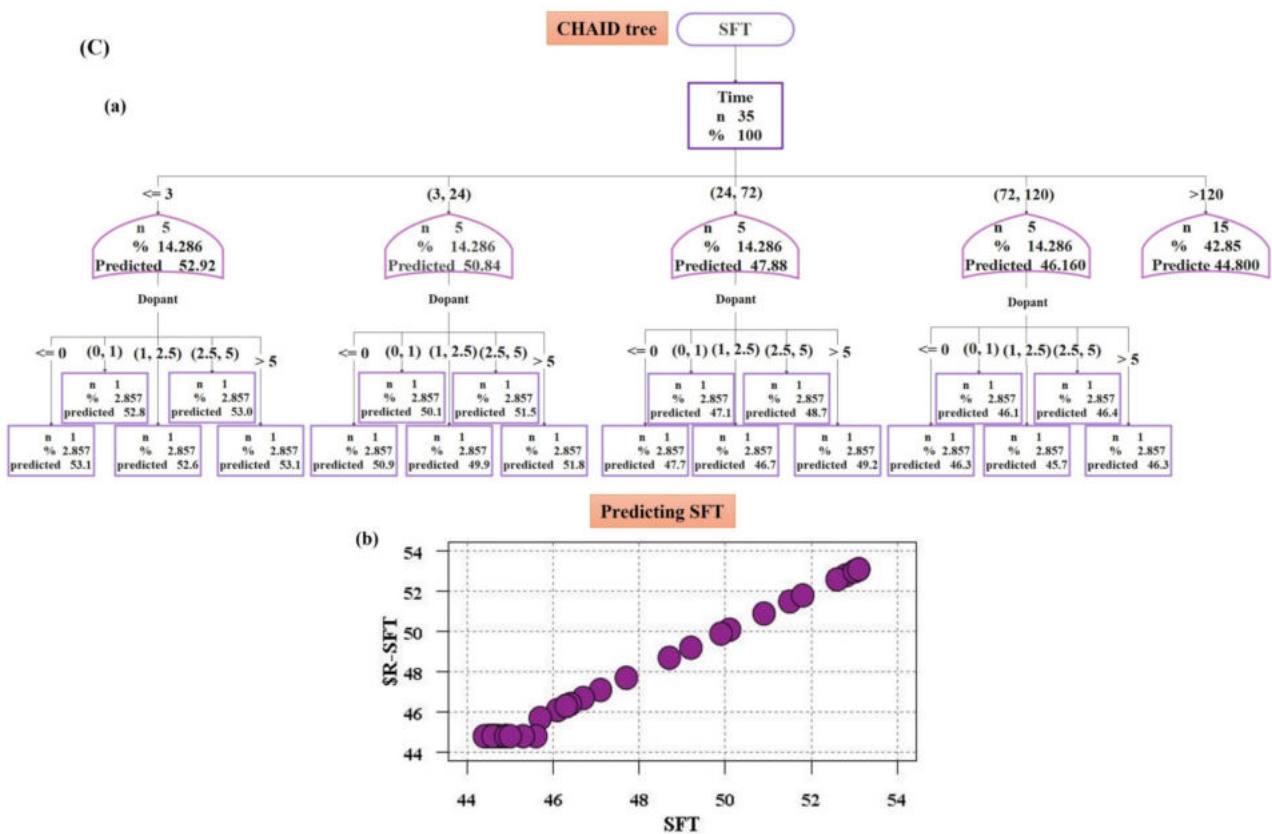 CHAID tree
SFT
(C)
(a)
Time
n 35
% 100
<= 3
(3, 24)
(24, 72)
(72, 120)
>120
n 5
% 14.286
Predicted 52.92
n 5
% 14.286
Predicted 50.84
n 5
% 14.286
Predicted 47.88
n 5
% 14.286
Predicted 46.160
n 15
% 42.85
Predicte 44.800
Dopant
Dopant
Dopant
Dopant
<= 0
(0, 1)
(1, 2.5)
(2.5, 5)
> 5
<= 0
(0, 1)
(1, 2.5)
(2.5, 5)
> 5
<= 0
(0, 1)
(1, 2.5)
(2.5, 5)
>5
<= 0
(0, 1)
(1, 2.5)
(2.5, 5)
> 5
n 1
% 2.857
predicted 52.8
n 1
% 2.857
predicted 53.0
n 1
% 2.857
predicted 50.1
n 1
% 2.857
predicted 51.5
n 1
% 2.857
predicted 47.1
n 1
% 2.857
predicted 48.7
n 1
% 2.857
predicted 46.1
n 1
% 2.857
predicted 46.4
n 1
% 2.857
predicted 53.1
n 1
% 2.857
predicted 52.6
n 1
% 2.857
predicted 53.1
n 1
% 2.857
predicted 50.9
n 1
% 2.857
predicted 49.9
n 1
% 2.857
predicted 51.8
n 1
% 2.857
predicted 47.7
n 1
% 2.857
predicted 46.7
n 1
% 2.857
predicted 49.2
n 1
% 2.857
predicted 46.3
n 1
% 2.857
predicted 45.7
n 1
% 2.857
predicted 46.3
Predicting SFT
(b)
54
52
50
48
46
44
$R-SFT
44 46 48 50 52 54
SFT